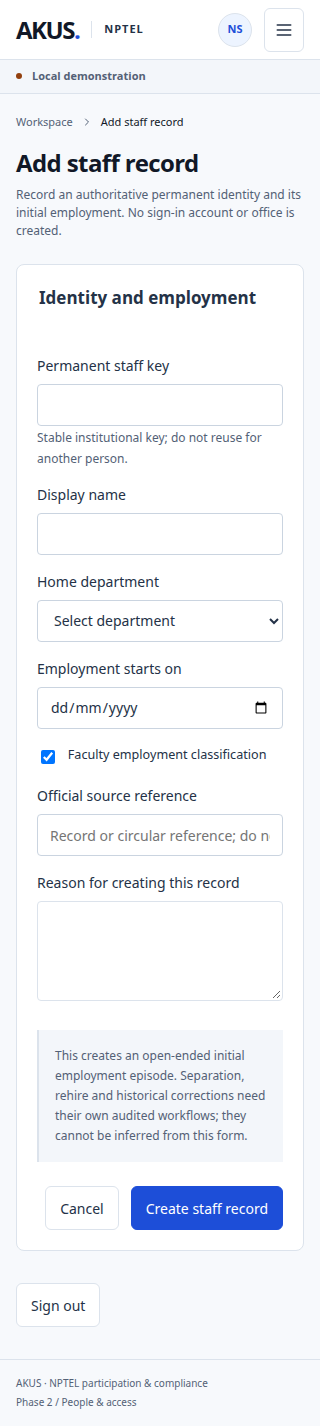 AKUS. NPTEL NS
Local demonstration
Workspace > Add staff record
Add staff record
Record an authoritative permanent identity and its
initial employment. No sign-in account or office is
created.
Identity and employment
Permanent staff key
Stable institutional key; do not reuse for
another person.
Display name
Home department
Select department
Employment starts on
dd/mm/yyyy
Faculty employment classification
Official source reference
Record or circular reference; do n
Reason for creating this record
This creates an open-ended initial
employment episode. Separation,
rehire and historical corrections need
their own audited workflows; they
cannot be inferred from this form.
Cancel Create staff record
Sign out
AKUS · NPTEL participation & compliance
Phase 2 / People & access